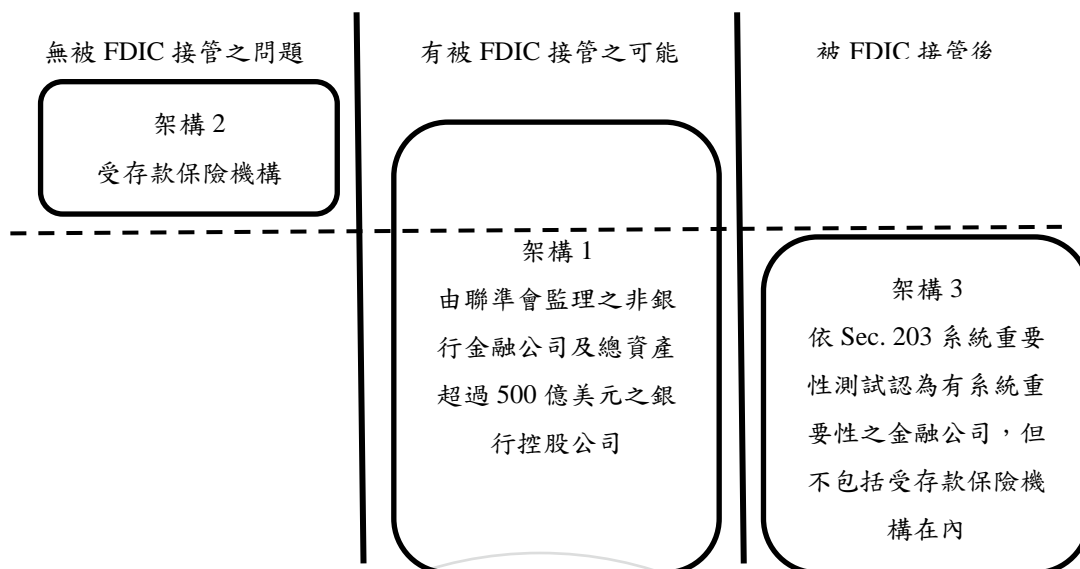 無被 FDIC 接管之問題
有被 FDIC 接管之可能
被 FDIC 接管後
架構 2
受存款保險機構
架構 1
由聯準會監理之非銀
行金融公司及總資產
超過 500 億美元之銀
行控股公司
架構 3
依 Sec. 203 系統重要
性測試認為有系統重
要性之金融公司，但
不包括受存款保險機
構在內